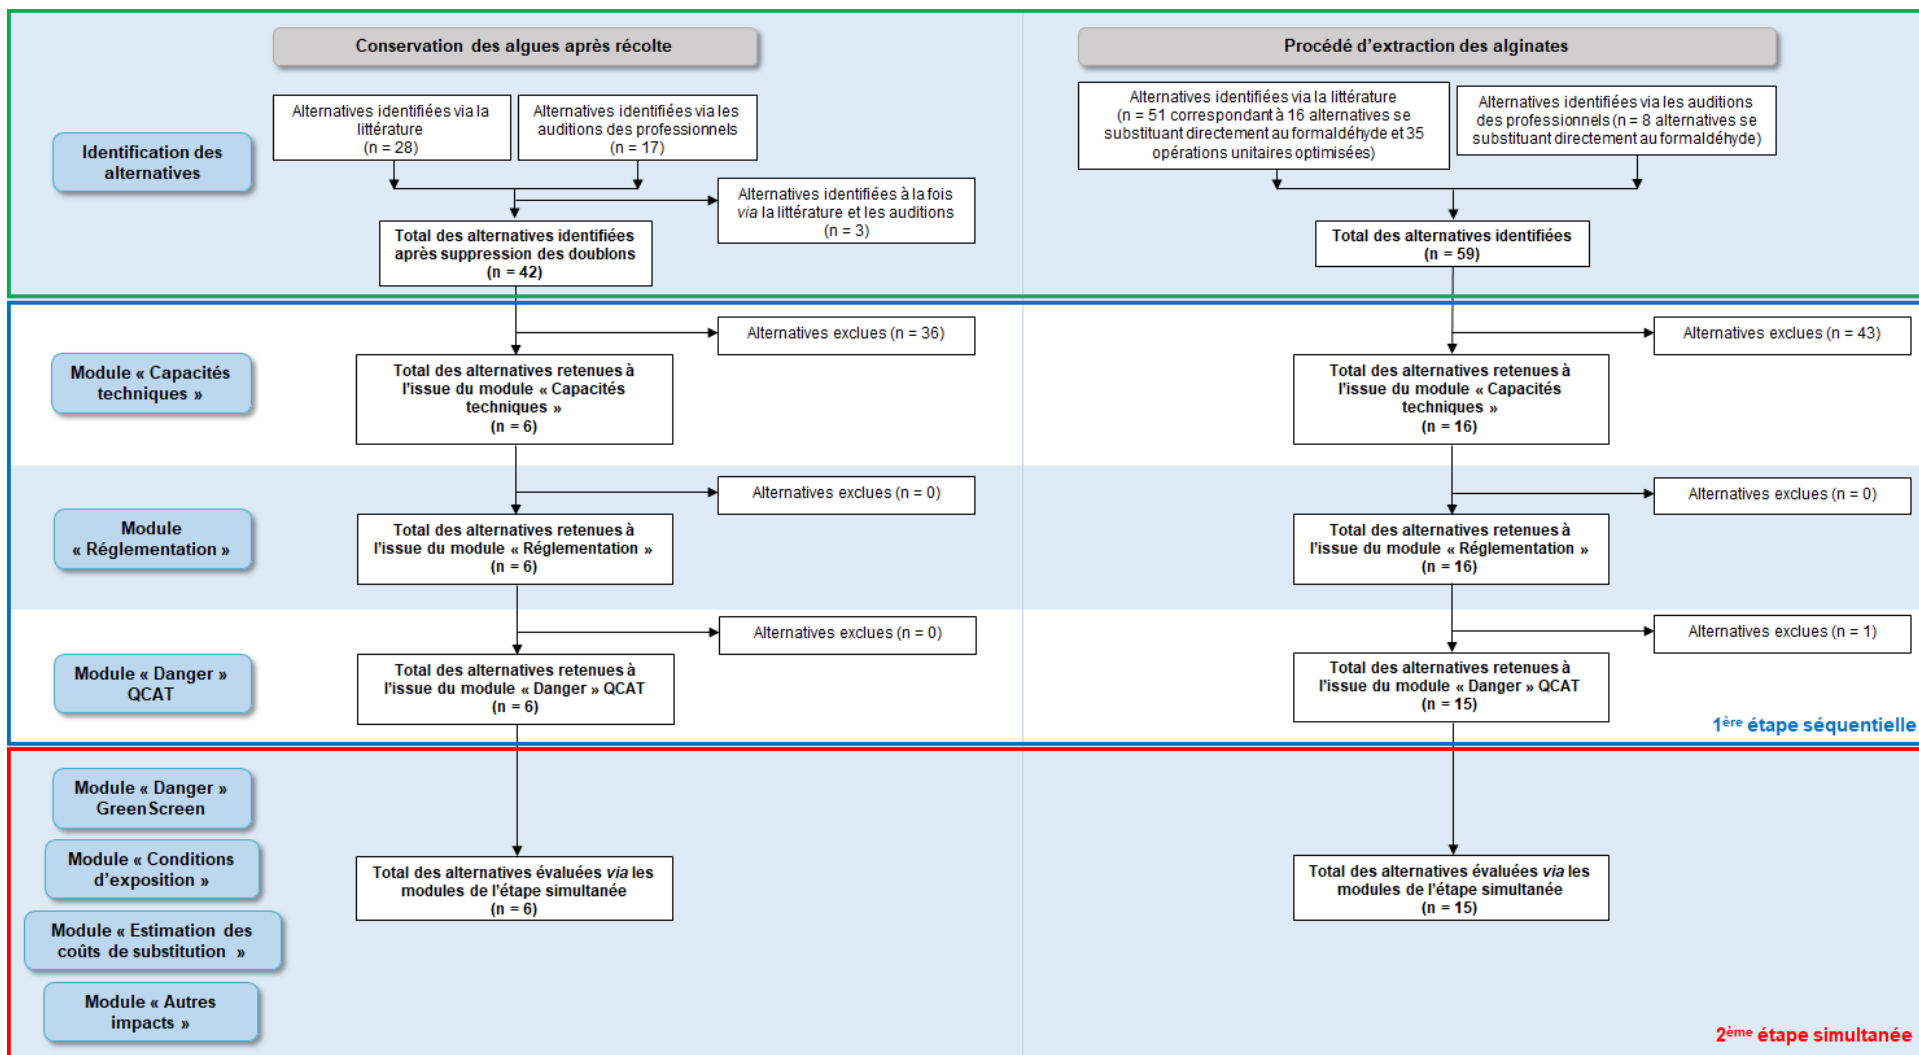 Conservation des algues après récolte
Procédé d'extraction des alginates
Identification des
alternatives
Alternatives identifiées via la
littérature
(n = 28)
Alternatives identifiées via les
auditions des professionnels
(n = 17)
Alternatives identifiées à la fois
via la littérature et les auditions
(n = 3)
Total des alternatives identifiées
après suppression des doublons
(n = 42)
Alternatives identifiées via la littérature
(n = 51 correspondant à 16 alternatives se
substituant directement au formaldéhyde et 35
opérations unitaires optimisées)
Alternatives identifiées via les auditions
des professionnels (n = 8 alternatives se
substituant directement au formaldéhyde)
Total des alternatives identifiées
(n = 59)
Module « Capacités
techniques »
Alternatives exclues (n = 36)
Total des alternatives retenues à
l'issue du module « Capacités
techniques »
(n = 6)
Alternatives exclues (n = 43)
Total des alternatives retenues à
l'issue du module « Capacités
techniques »
(n = 16)
Module
« Réglementation »
Alternatives exclues (n = 0)
Total des alternatives retenues à
l'issue du module « Réglementation »
(n = 6)
Alternatives exclues (n = 0)
Total des alternatives retenues à
l'issue du module « Réglementation »
(n = 16)
Module « Danger »
QCAT
Alternatives exclues (n = 0)
Total des alternatives retenues à
l'issue du module « Danger » QCAT
(n = 6)
Alternatives exclues (n = 1)
Total des alternatives retenues à
l'issue du module « Danger » QCAT
(n = 15)
1ère étape séquentielle
Module « Danger »
GreenScreen
Module « Conditions
d'exposition »
Module « Estimation des
coûts de substitution »
Module « Autres
impacts »
Total des alternatives évaluées via les
modules de l'étape simultanée
(n = 6)
Total des alternatives évaluées via les
modules de l'étape simultanée
(n = 15)
2ème étape simultanée